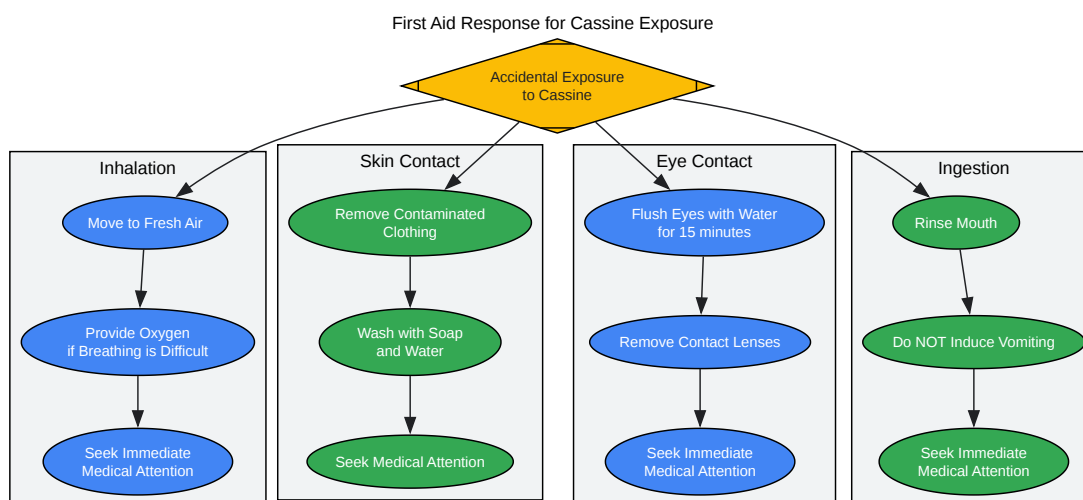 First Aid Response for Cassine Exposure
Accidental Exposure
to Cassine
Inhalation
Move to Fresh Air
Provide Oxygen
if Breathing is Difficult
Seek Immediate
Medical Attention
Skin Contact
Remove Contaminated
Clothing
Wash with Soap
and Water
Seek Medical Attention
Eye Contact
Flush Eyes with Water
for 15 minutes
Remove Contact Lenses
Seek Immediate
Medical Attention
Ingestion
Rinse Mouth
Do NOT Induce Vomiting
Seek Immediate
Medical Attention